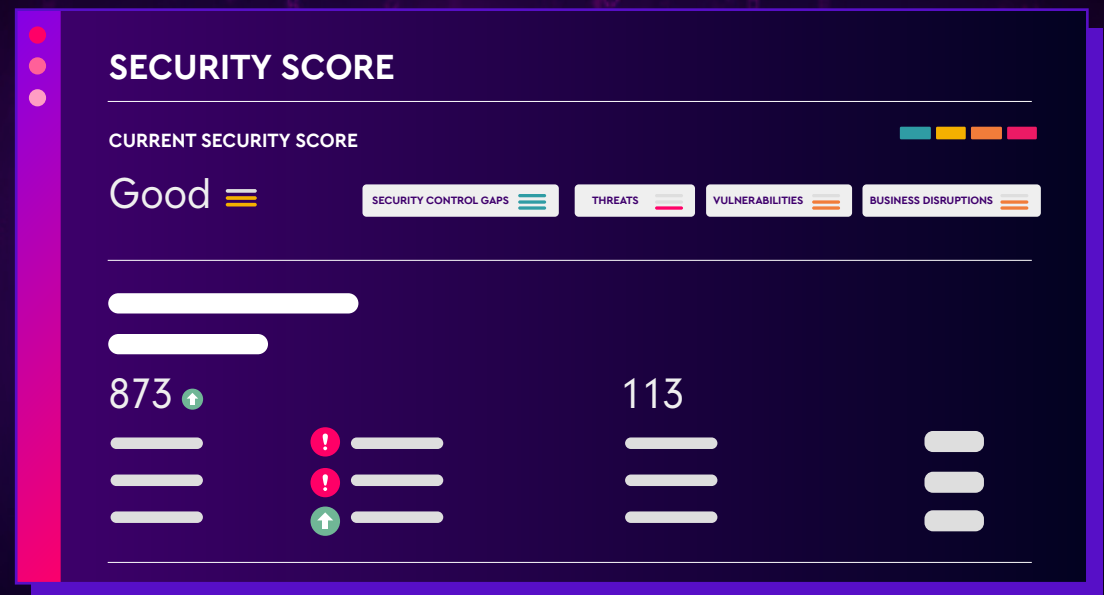 SECURITY SCORE
CURRENT SECURITY SCORE
Good
SECURITY CONTROL GAPS
THREATS
VULNERABILITIES
BUSINESS DISRUPTIONS
873
113